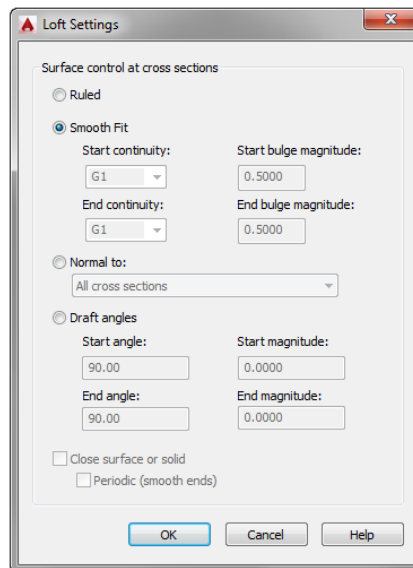 Loft Settings
Surface control at cross sections
Ruled
Smooth Fit
Start continuity: Start bulge magnitude:
G1 0.5000
End continuity: End bulge magnitude:
G1 0.5000
Normal to:
All cross sections
Draft angles
Start angle: Start magnitude:
90.00 0.0000
End angle: End magnitude:
90.00 0.0000
Close surface or solid
Periodic (smooth ends)
OK Cancel Help